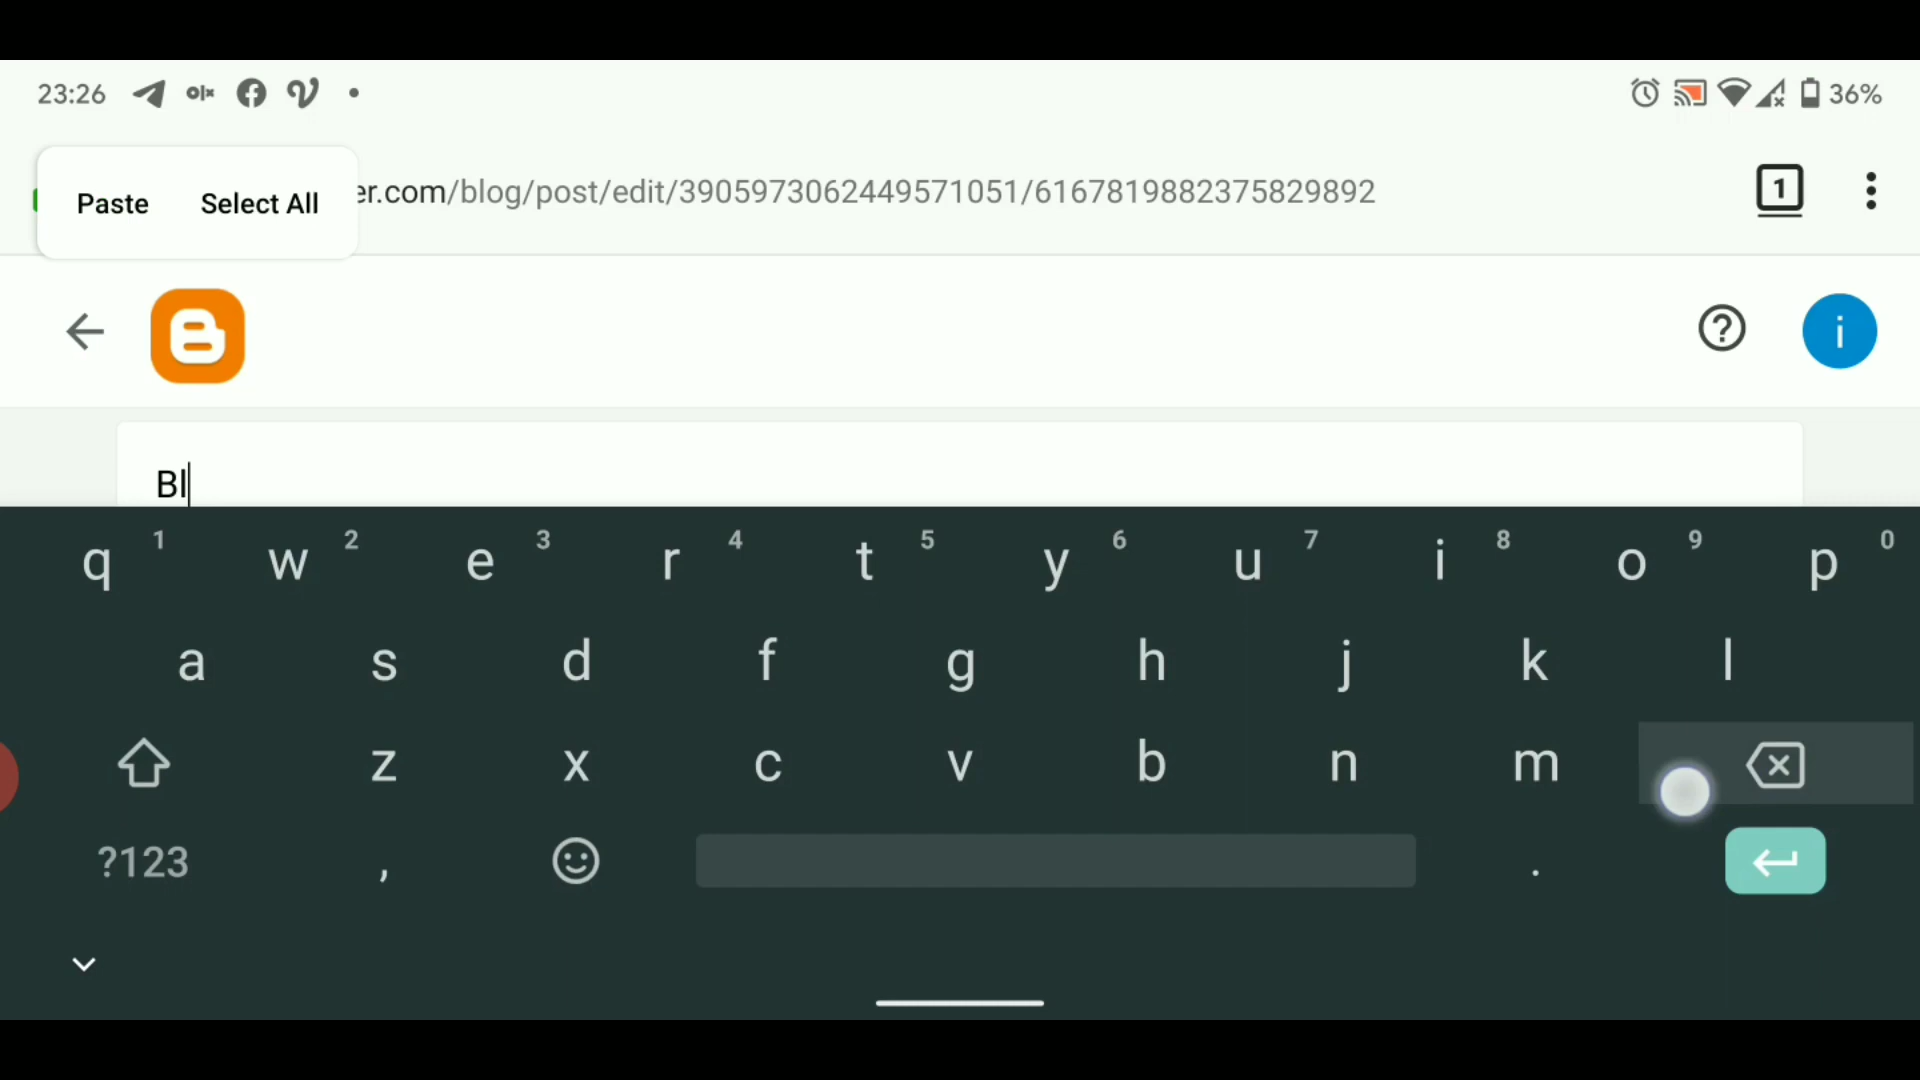 23:26 olx 36%
Paste Select All er.com/blog/post/edit/3905973062449571051/6167819882375829892 1
B i
Bl
q 1 w 2 e 3 r 4 t 5 y 6 u 7 i 8 o 9 p 0
a s d f g h j k l
z x c v b n m
?123 , .